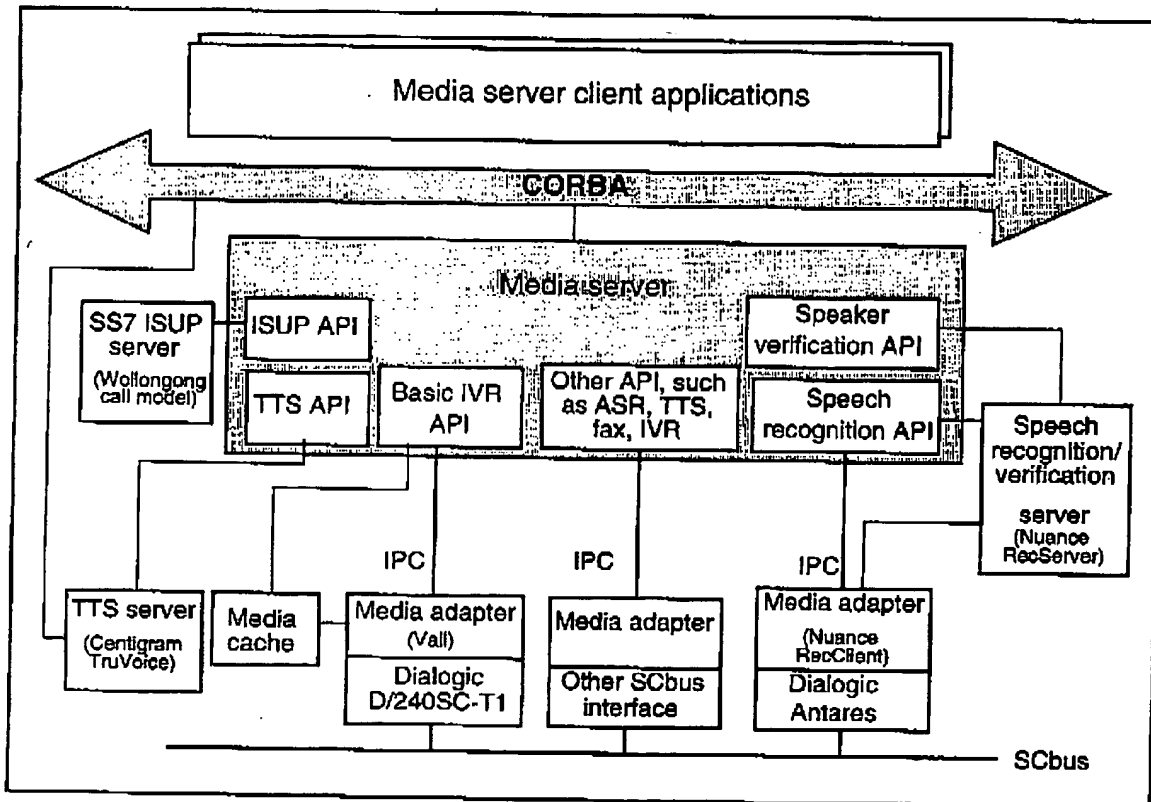 Media server client applications
CORBA
Media server
SS7 ISUP
server
(Wollongong
call model)
ISUP API
TTS API
Basic IVR
API
Other API, such
as ASR, TTS,
fax, IVR
Speaker
verification API
Speech
recognition API
Speech
recognition/
verification
server
(Nuance
RecServer)
IPC
IPC
IPC
TTS server
(Centigram
TruVoice)
Media
cache
Media adapter
(Vail)
Dialogic
D/240SC-T1
Media adapter
Other SCbus
interface
Media adapter
(Nuance
RecClient)
Dialogic
Antares
SCbus